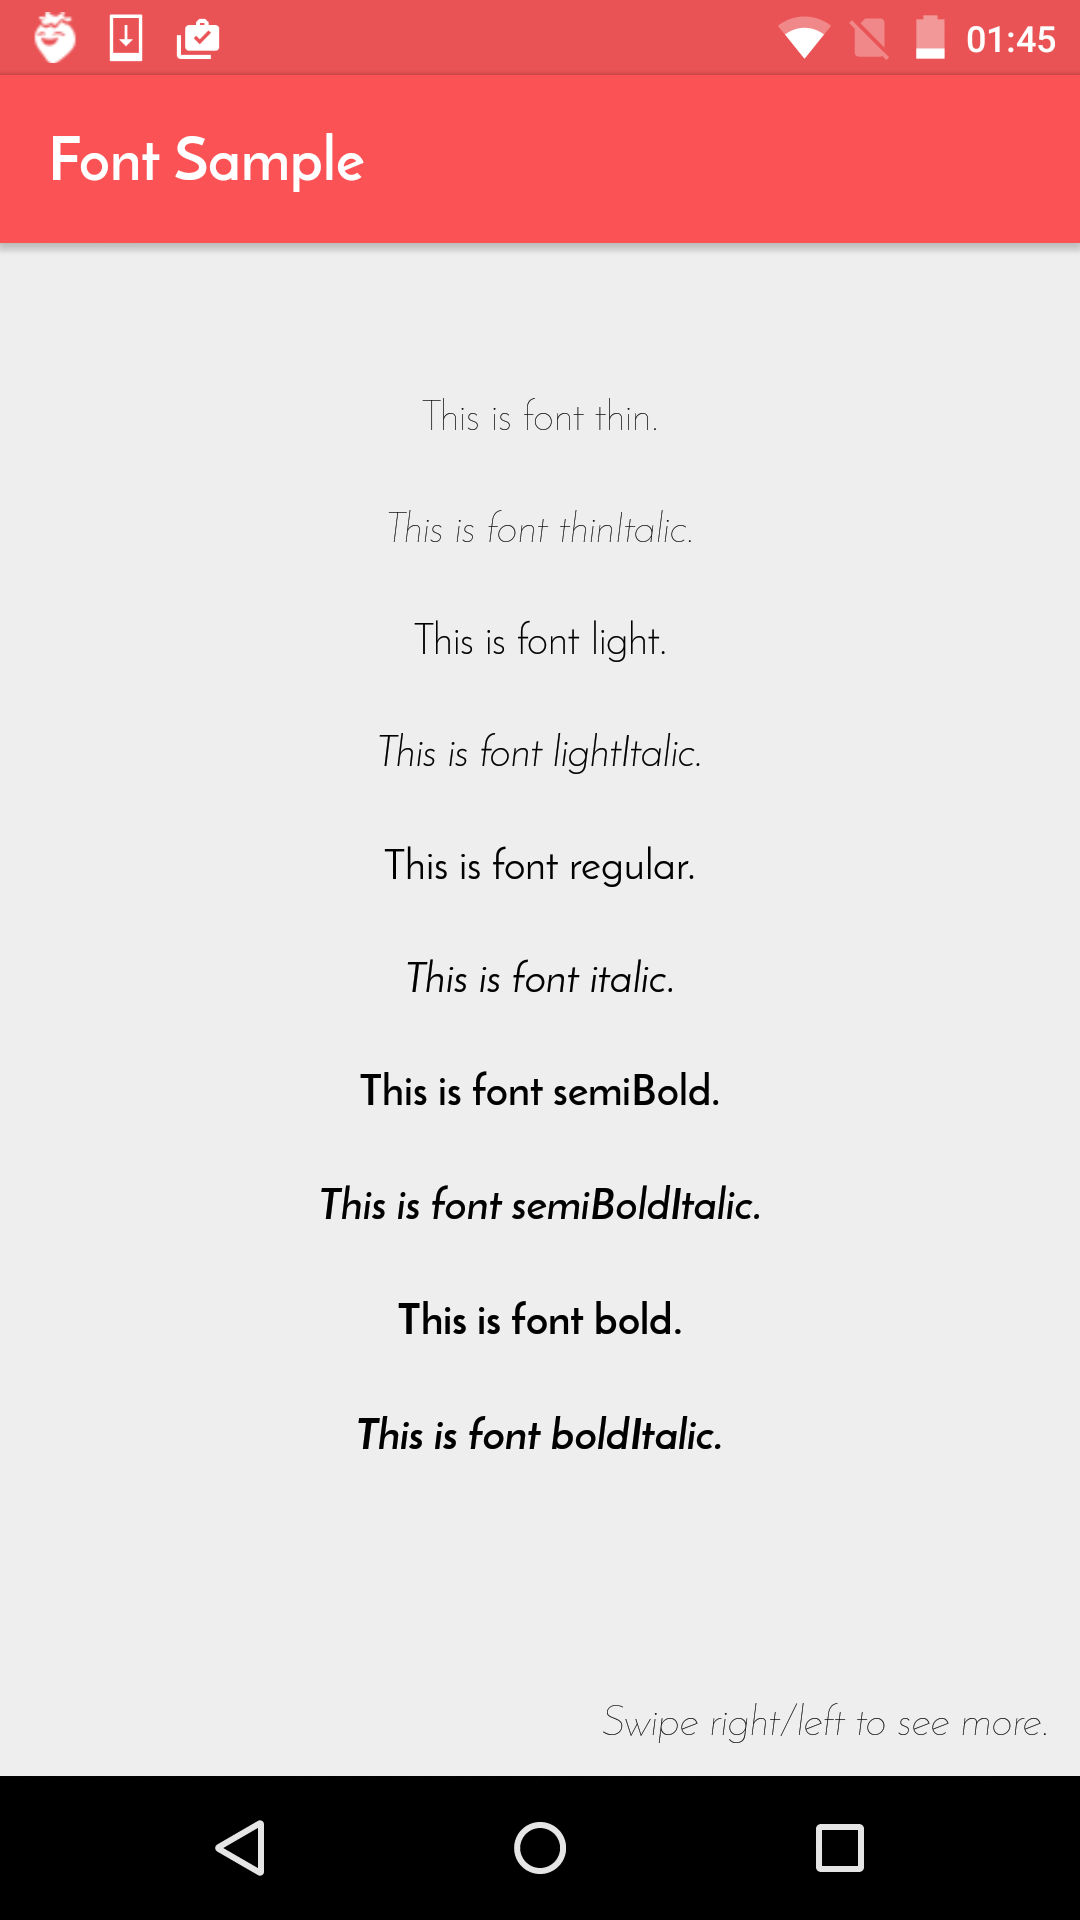 01:45
Font Sample
This is font thin.
This is font thinItalic.
This is font light.
This is font lightItalic.
This is font regular.
This is font italic.
This is font semiBold.
This is font semiBoldItalic.
This is font bold.
This is font boldItalic.
Swipe right/left to see more.